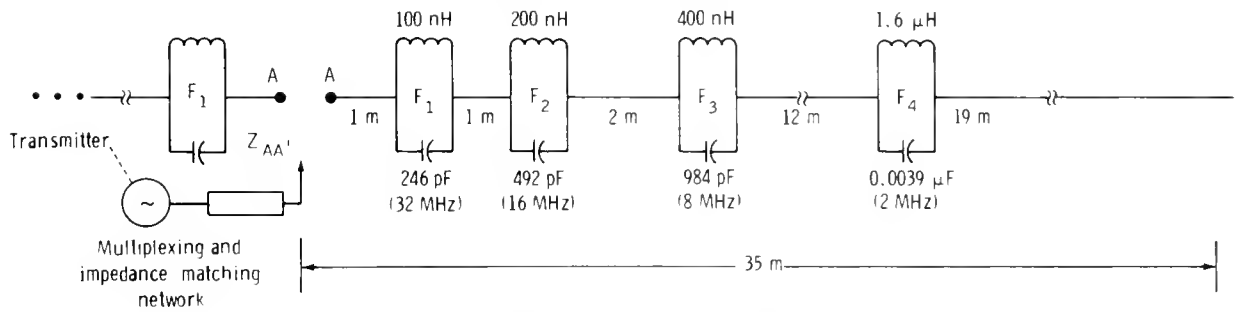 100 nH 200 nH 400 nH 1.6 μH
F1 A A F1 F2 F3 F4
1 m 1 m 2 m 12 m 19 m
Transmitter
ZAA'
246 pF 492 pF 984 pF 0.0039 μF
(32 MHz) (16 MHz) (8 MHz) (2 MHz)
~
Multiplexing and
impedance matching
network
35 m